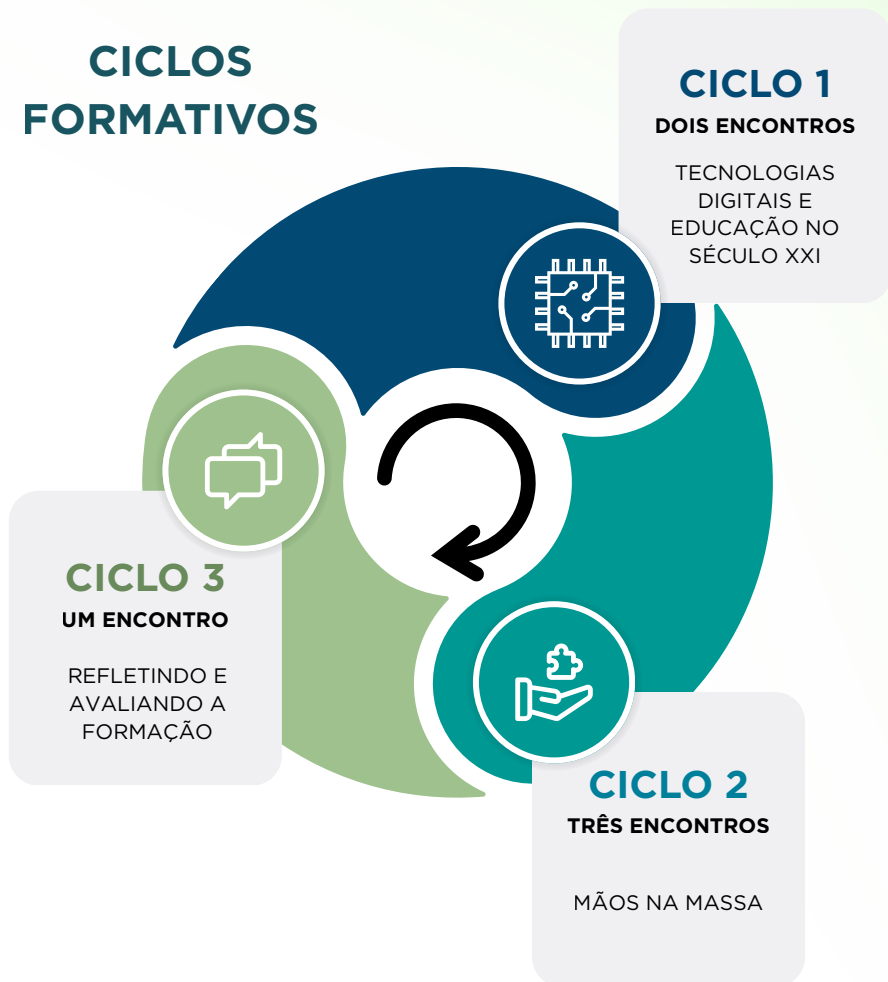 CICLOS
FORMATIVOS
CICLO 1
DOIS ENCONTROS
TECNOLOGIAS
DIGITAIS E
EDUCAÇÃO NO
SÉCULO XXI
CICLO 2
TRÊS ENCONTROS
MÃOS NA MASSA
CICLO 3
UM ENCONTRO
REFLETINDO E
AVALIANDO A
FORMAÇÃO